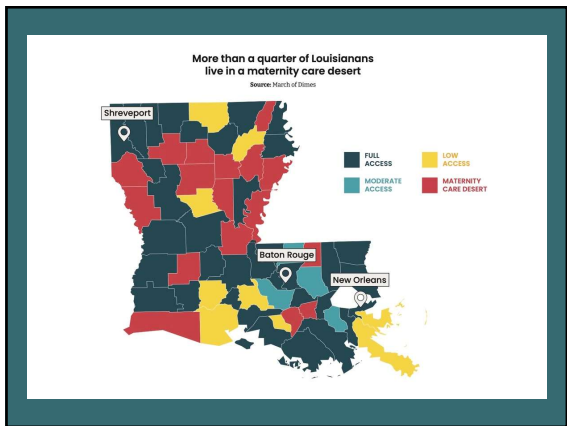 More than a quarter of Louisianans
live in a maternity care desert
Source: March of Dimes
Shreveport
FULL
ACCESS
LOW
ACCESS
MODERATE
ACCESS
MATERNITY
CARE DESERT
Baton Rouge
New Orleans